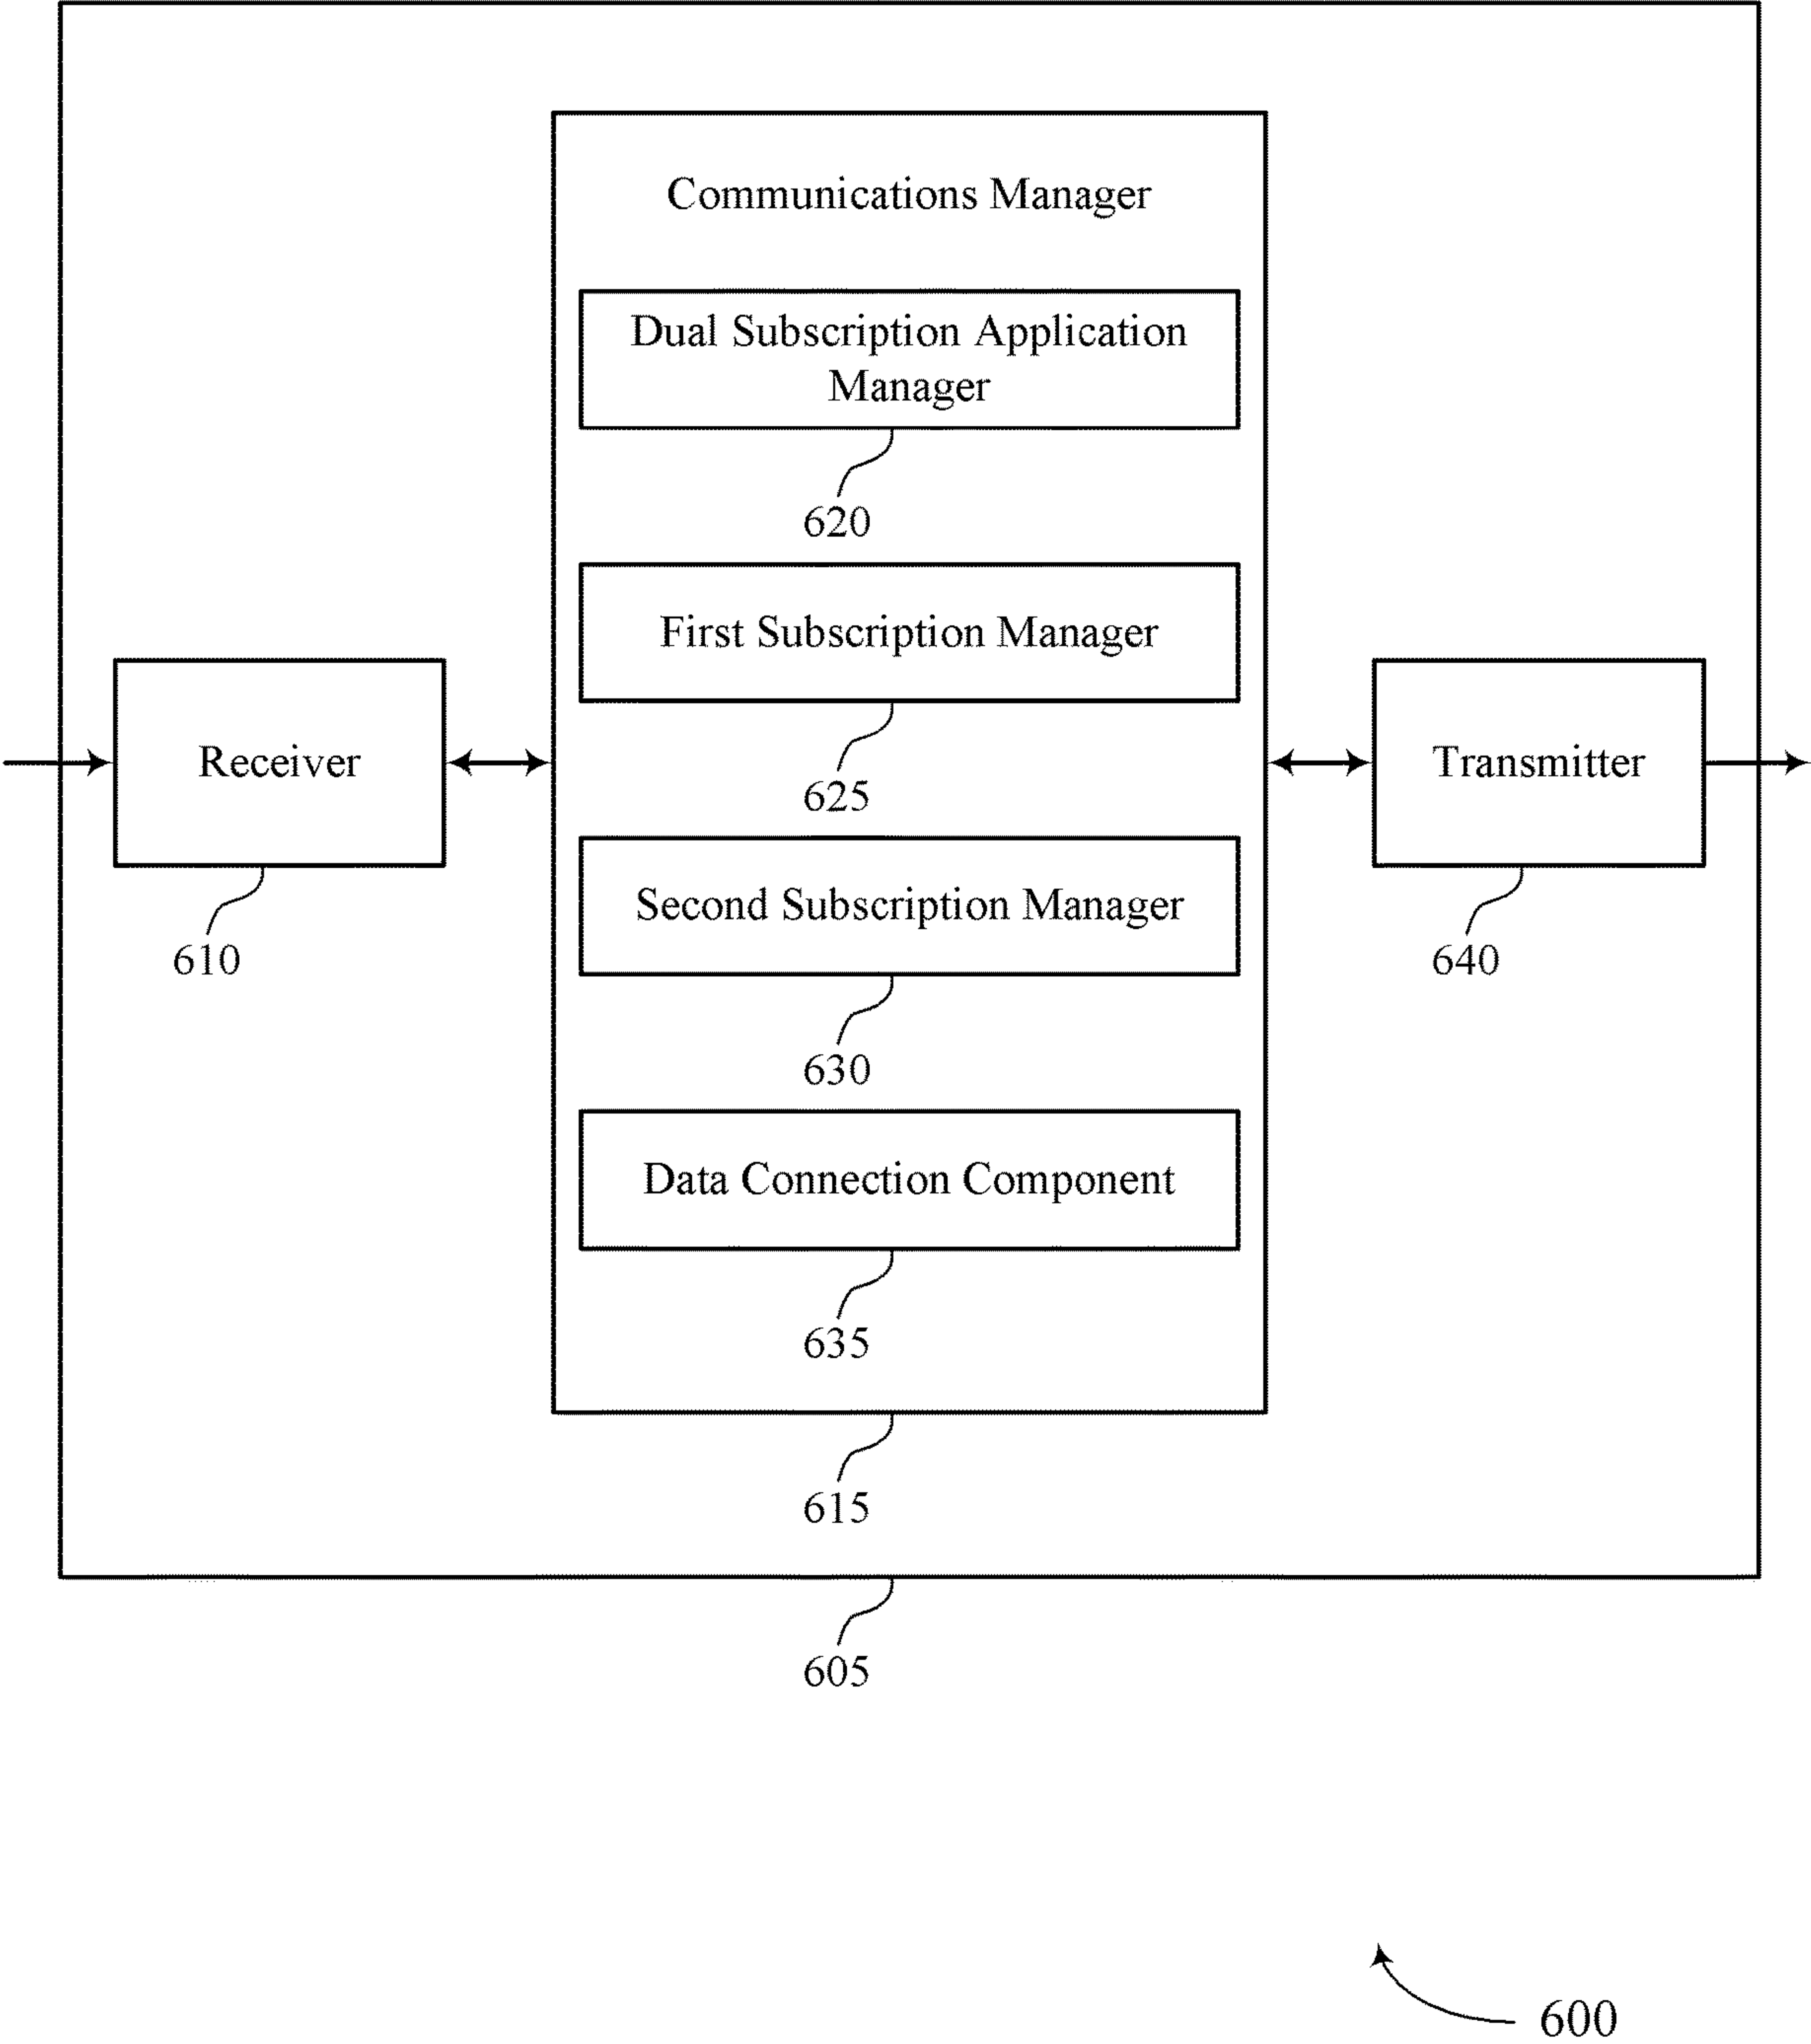 Communications Manager
Dual Subscription Application
Manager
620
First Subscription Manager
625
Receiver
610
Transmitter
640
Second Subscription Manager
630
Data Connection Component
635
615
605
600